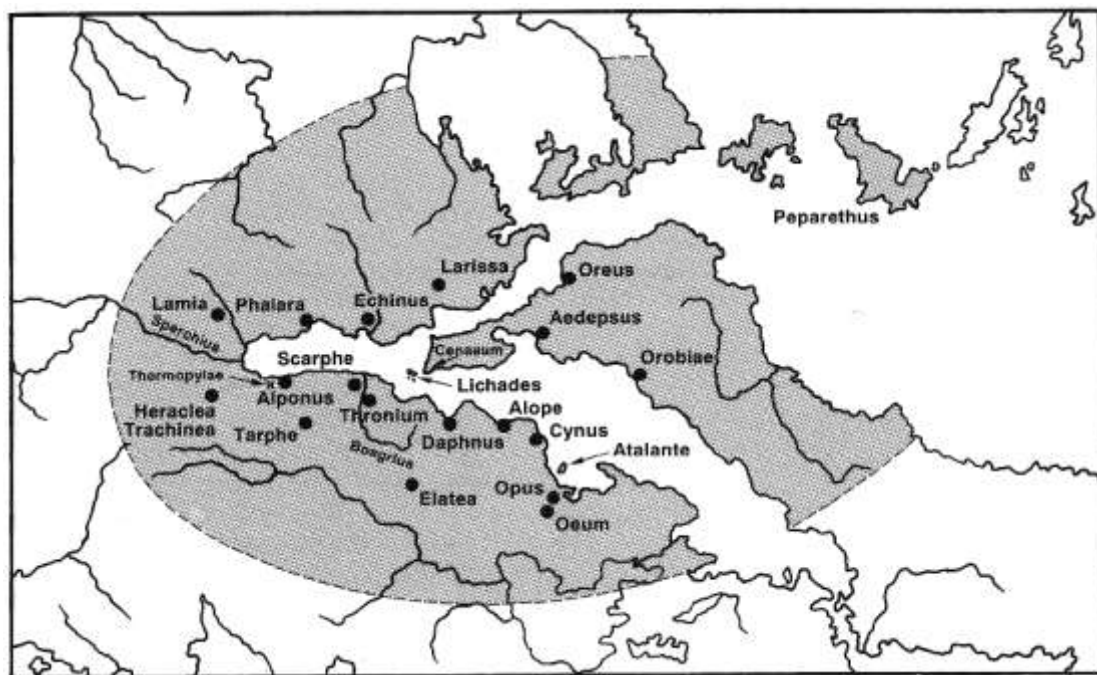 Peparethus
Larissa
Oreus
Lamia
Phalara
Echinus
Sperchius
Aedepsus
Cenaeum
Scarphe
Orobiae
Thermopylae
Alponus
Lichades
Heraclea
Trachinea
Thronium
Alope
Tarphe
Daphnus
Cynus
Boagrius
Atalante
Elatea
Opus
Oeum